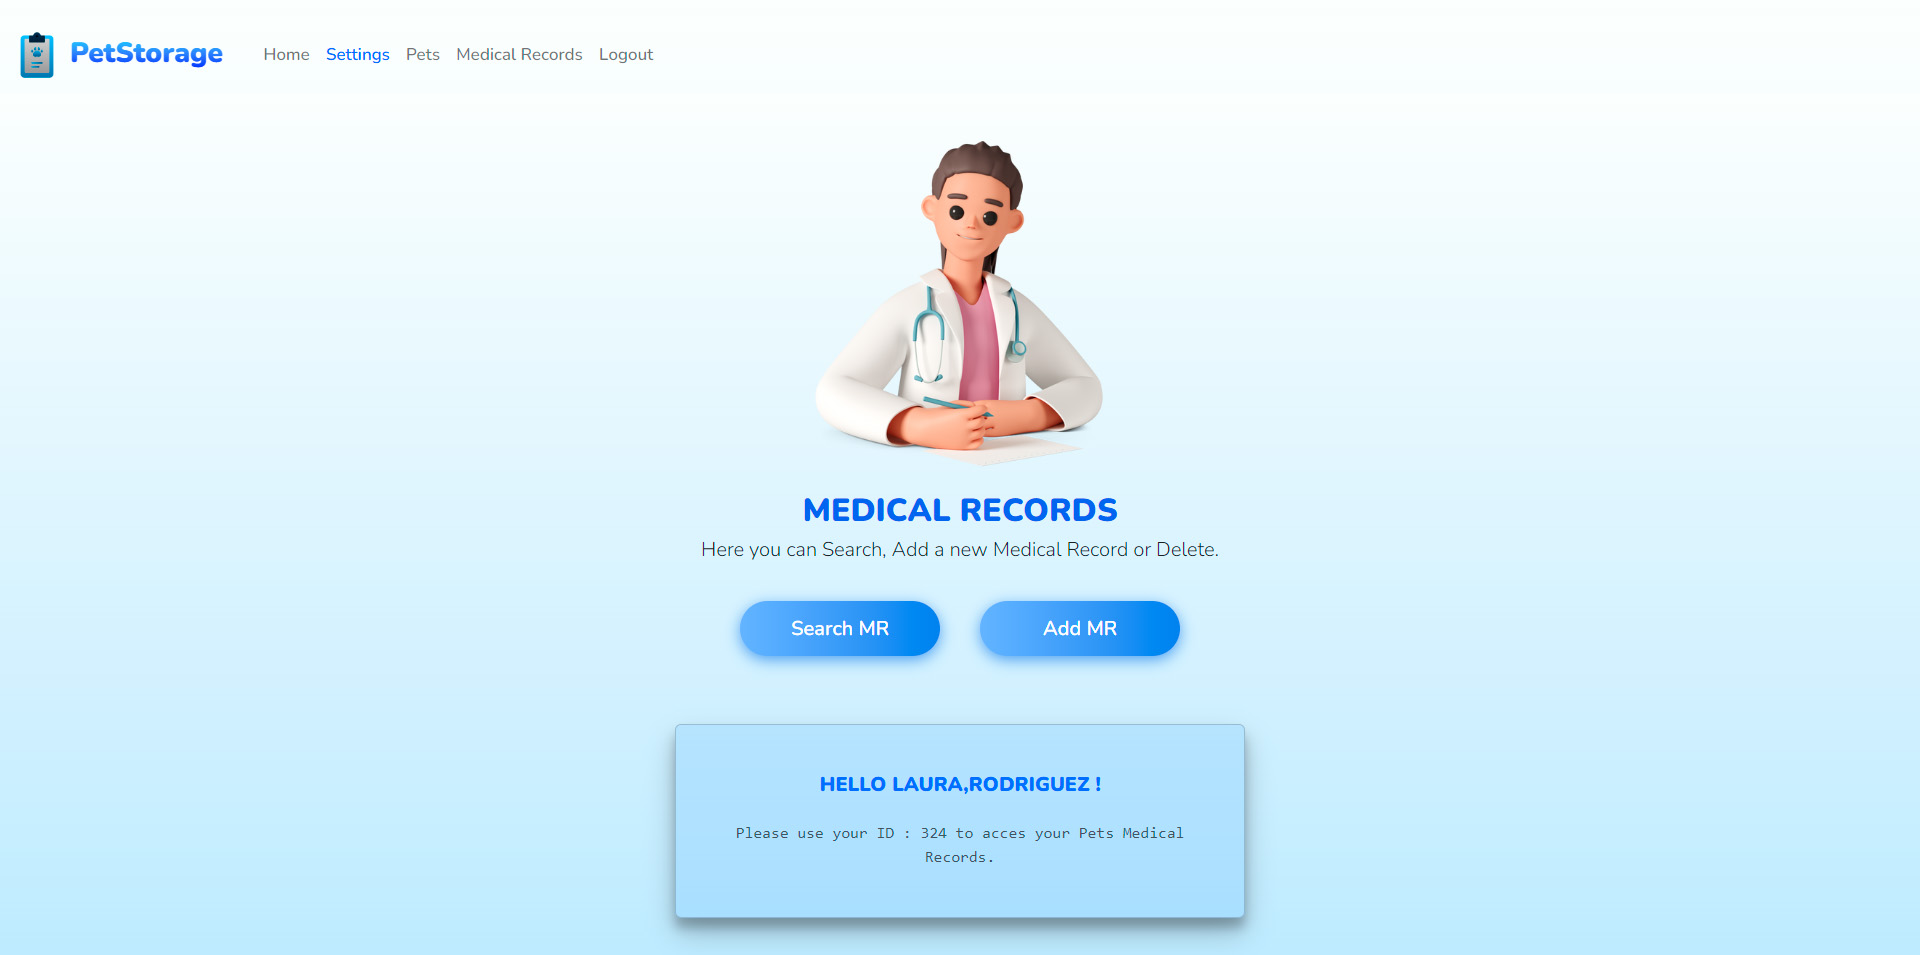 PetStorage
Home Settings Pets Medical Records Logout
MEDICAL RECORDS
Here you can Search, Add a new Medical Record or Delete.
Search MR
Add MR
HELLO LAURA,RODRIGUEZ !
Please use your ID : 324 to acces your Pets Medical
Records.